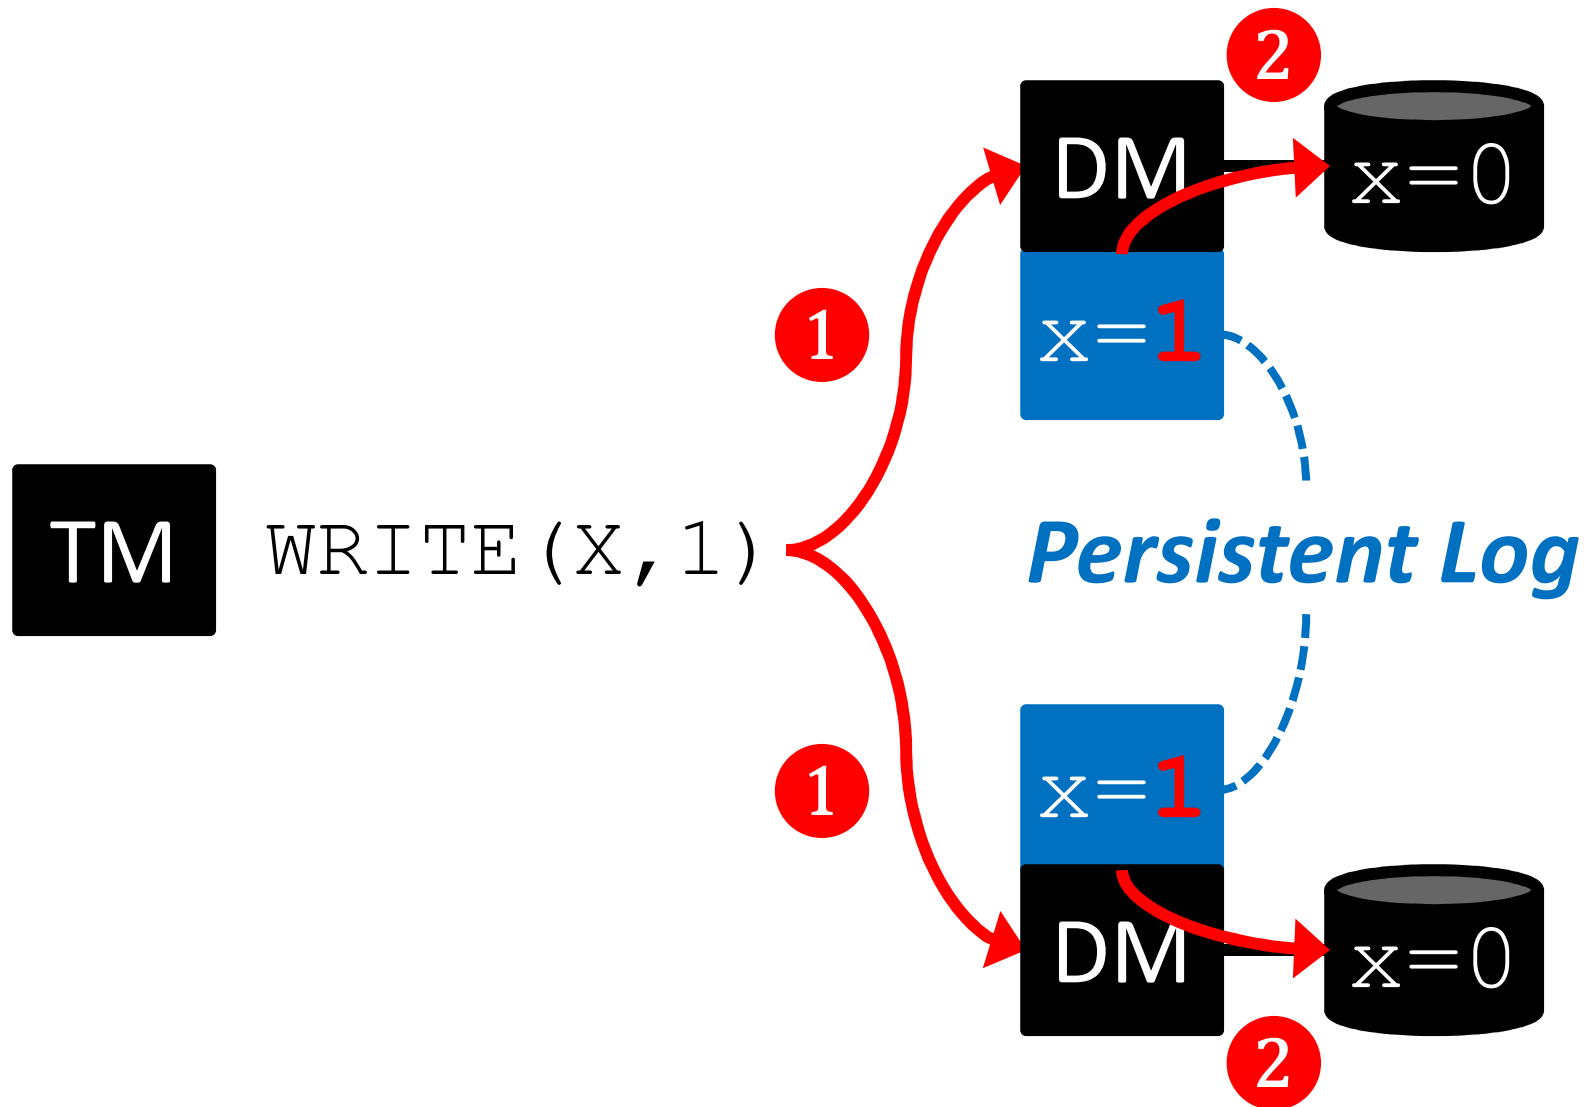 2
DM
x=0
1
x=1
TM
WRITE(X,1)
Persistent Log
1
x=1
DM
x=0
2